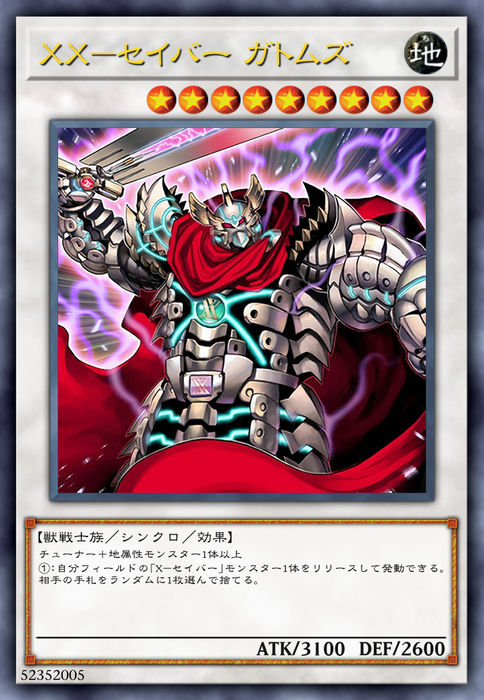 XX－セイバー ガトムズ
ち
地
【獣戦士族／シンクロ／効果】
チューナー＋地属性モンスター1体以上
①：自分フィールドの「X－セイバー」モンスター1体をリリースして発動できる。
相手の手札をランダムに1枚選んで捨てる。
ATK/3100 DEF/2600
52352005